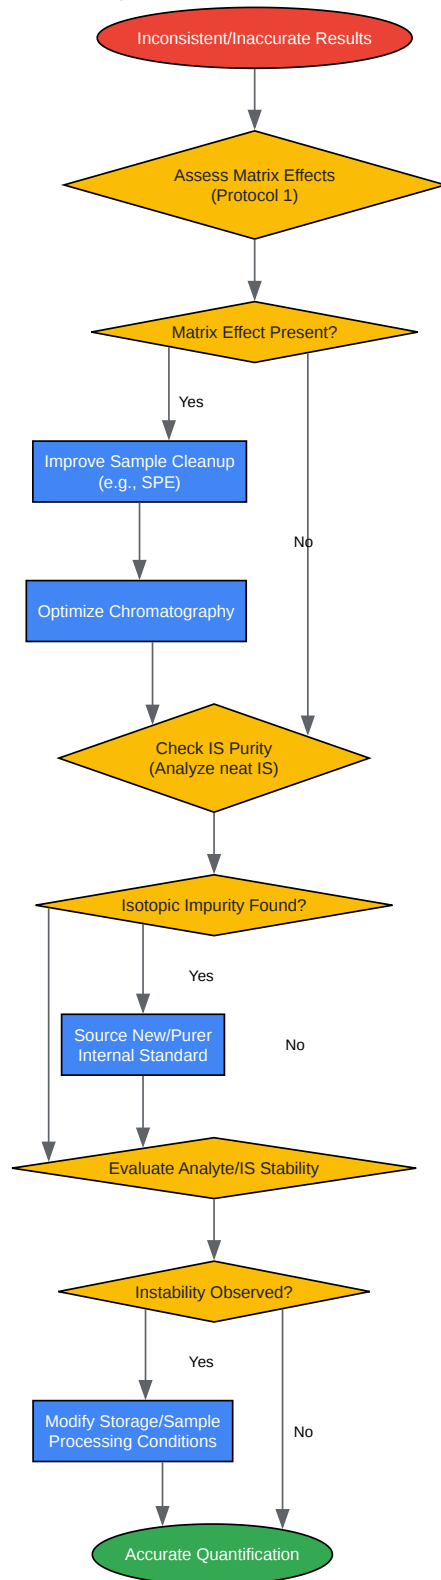 Inconsistent/Inaccurate Results
Assess Matrix Effects
(Protocol 1)
Matrix Effect Present?
Yes
Improve Sample Cleanup
(e.g., SPE)
No
Optimize Chromatography
Check IS Purity
(Analyze neat IS)
Isotopic Impurity Found?
Yes
Source New/Purer
Internal Standard
No
Evaluate Analyte/IS Stability
Instability Observed?
Yes
Modify Storage/Sample
Processing Conditions
No
Accurate Quantification